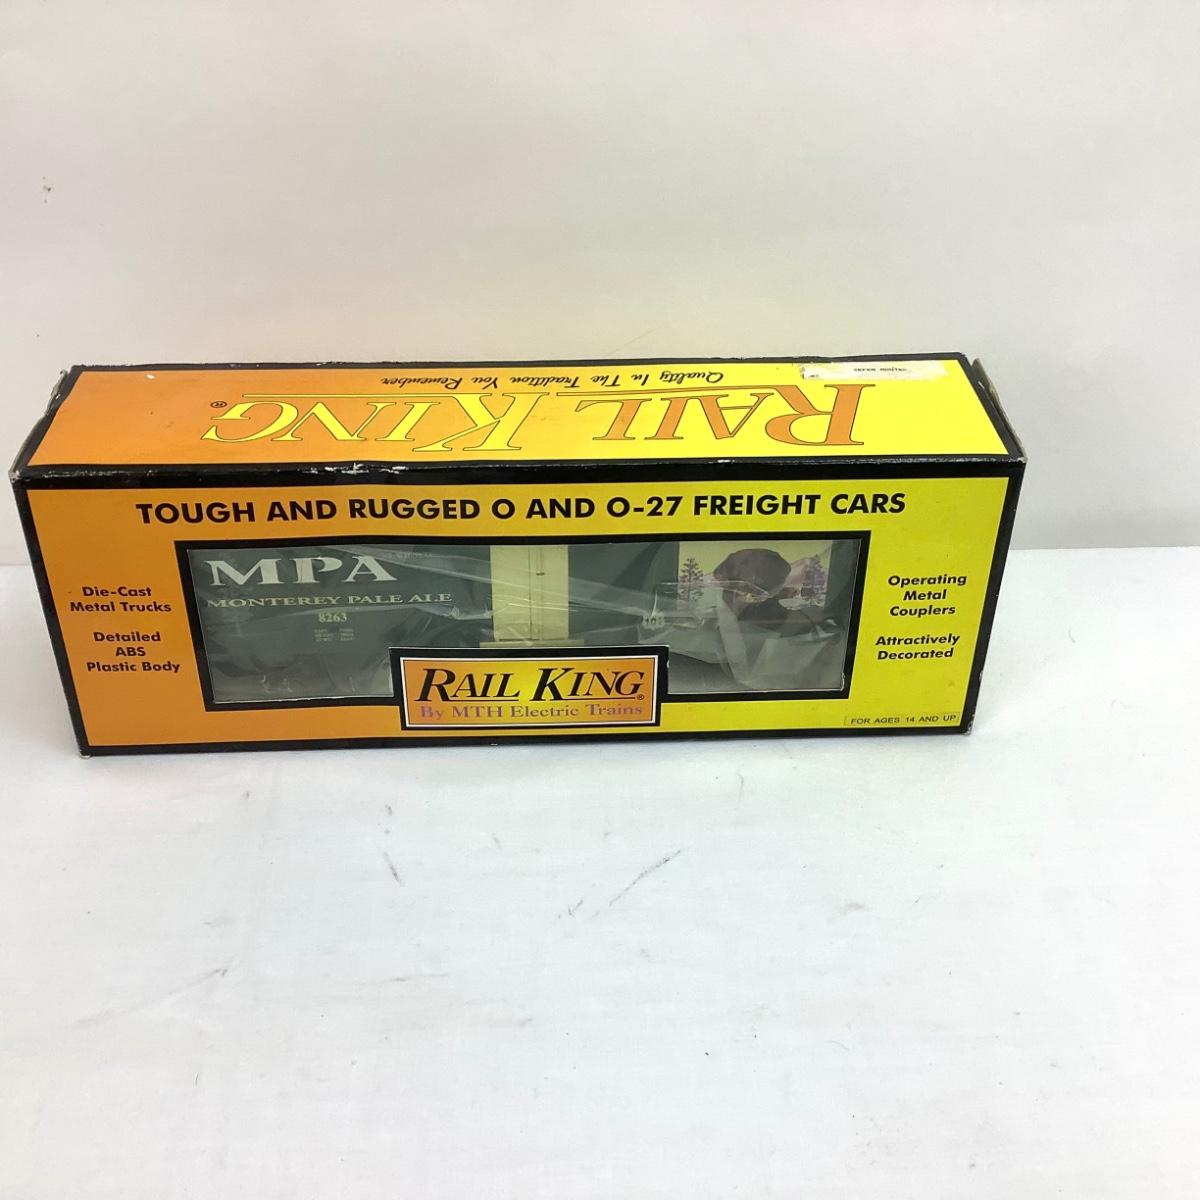 Quality In The Tradition You Remember
RAIL KING®
TOUGH AND RUGGED O AND O-27 FREIGHT CARS
Die-Cast
Metal Trucks
Detailed
ABS
Plastic Body
MPA
MONTEREY PALE ALE
8263
101
Operating
Metal
Couplers
Attractively
Decorated
RAIL KING®
By MTH Electric Trains
FOR AGES 14 AND UP